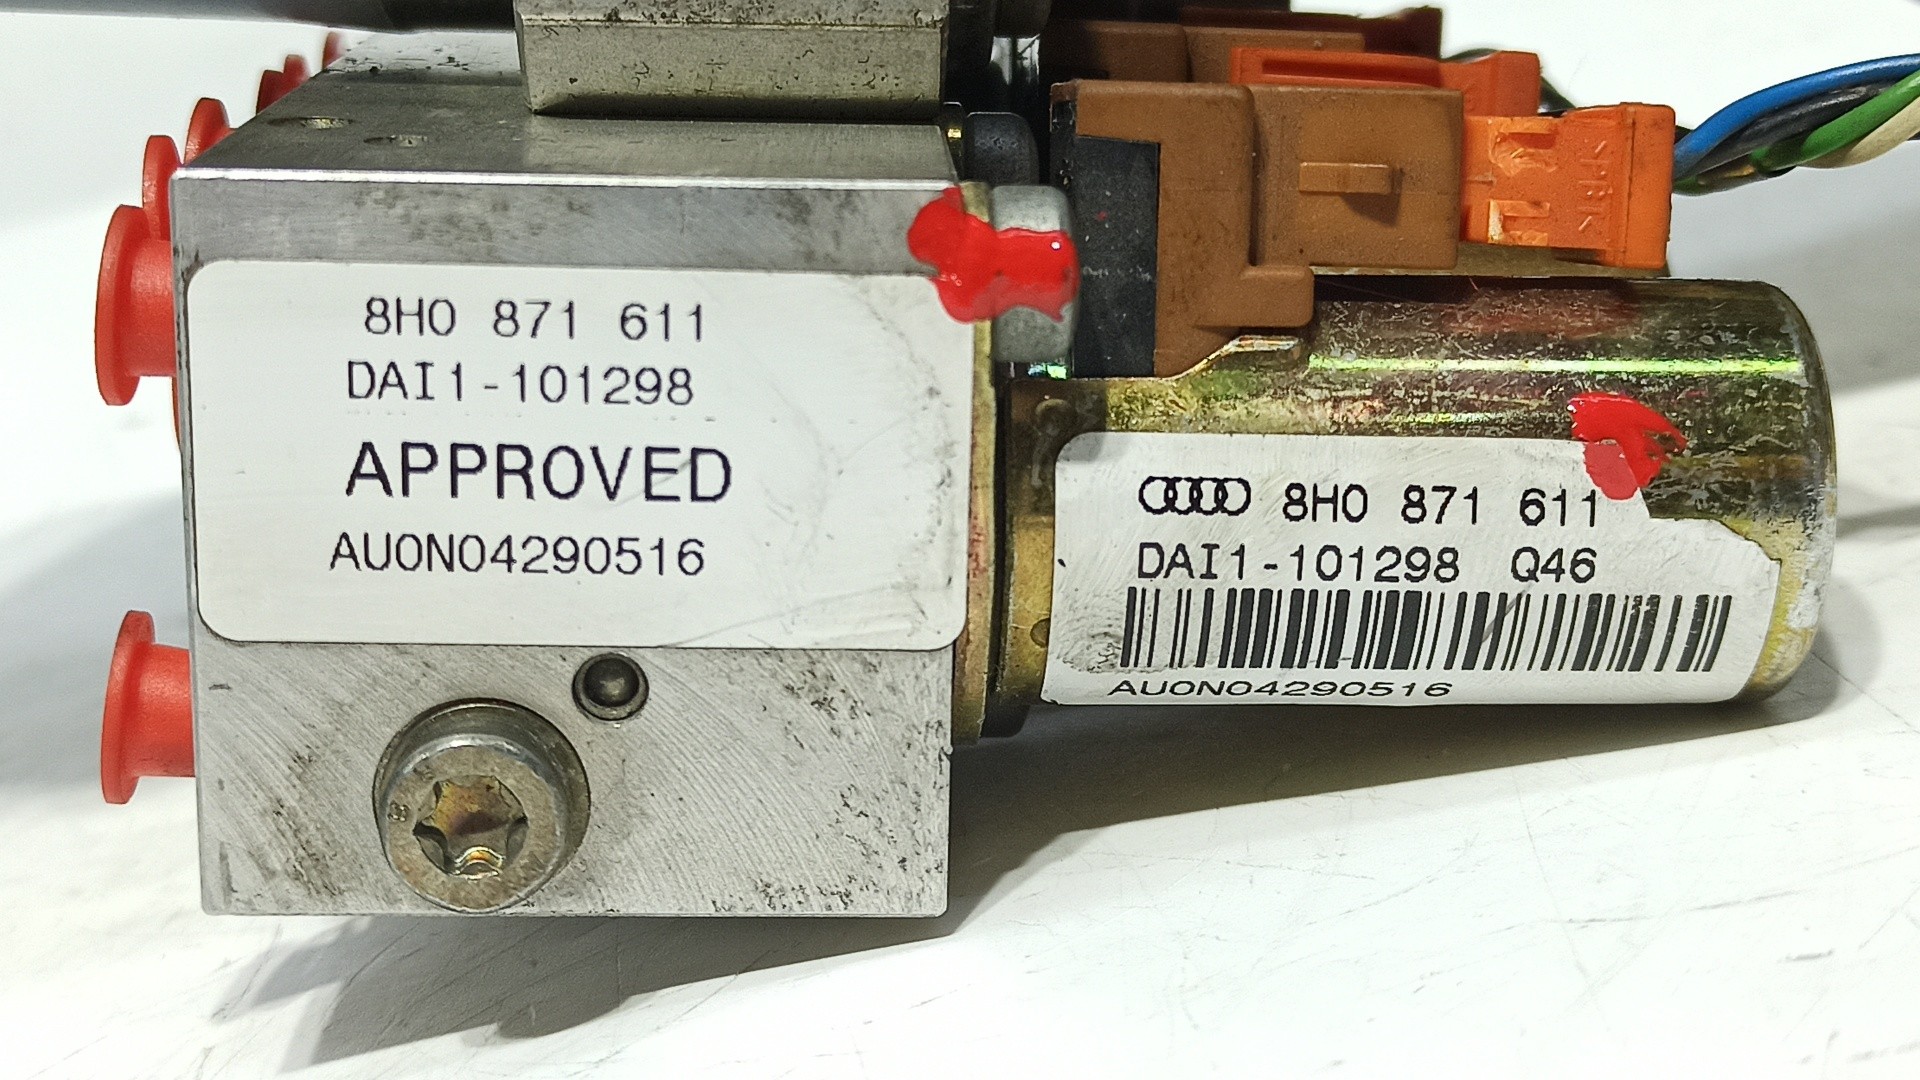 8H0 871 611
DAI1-101298
APPROVED
AU0N04290516
8H0 871 611
DAI1-101298 Q46
AU0N04290516